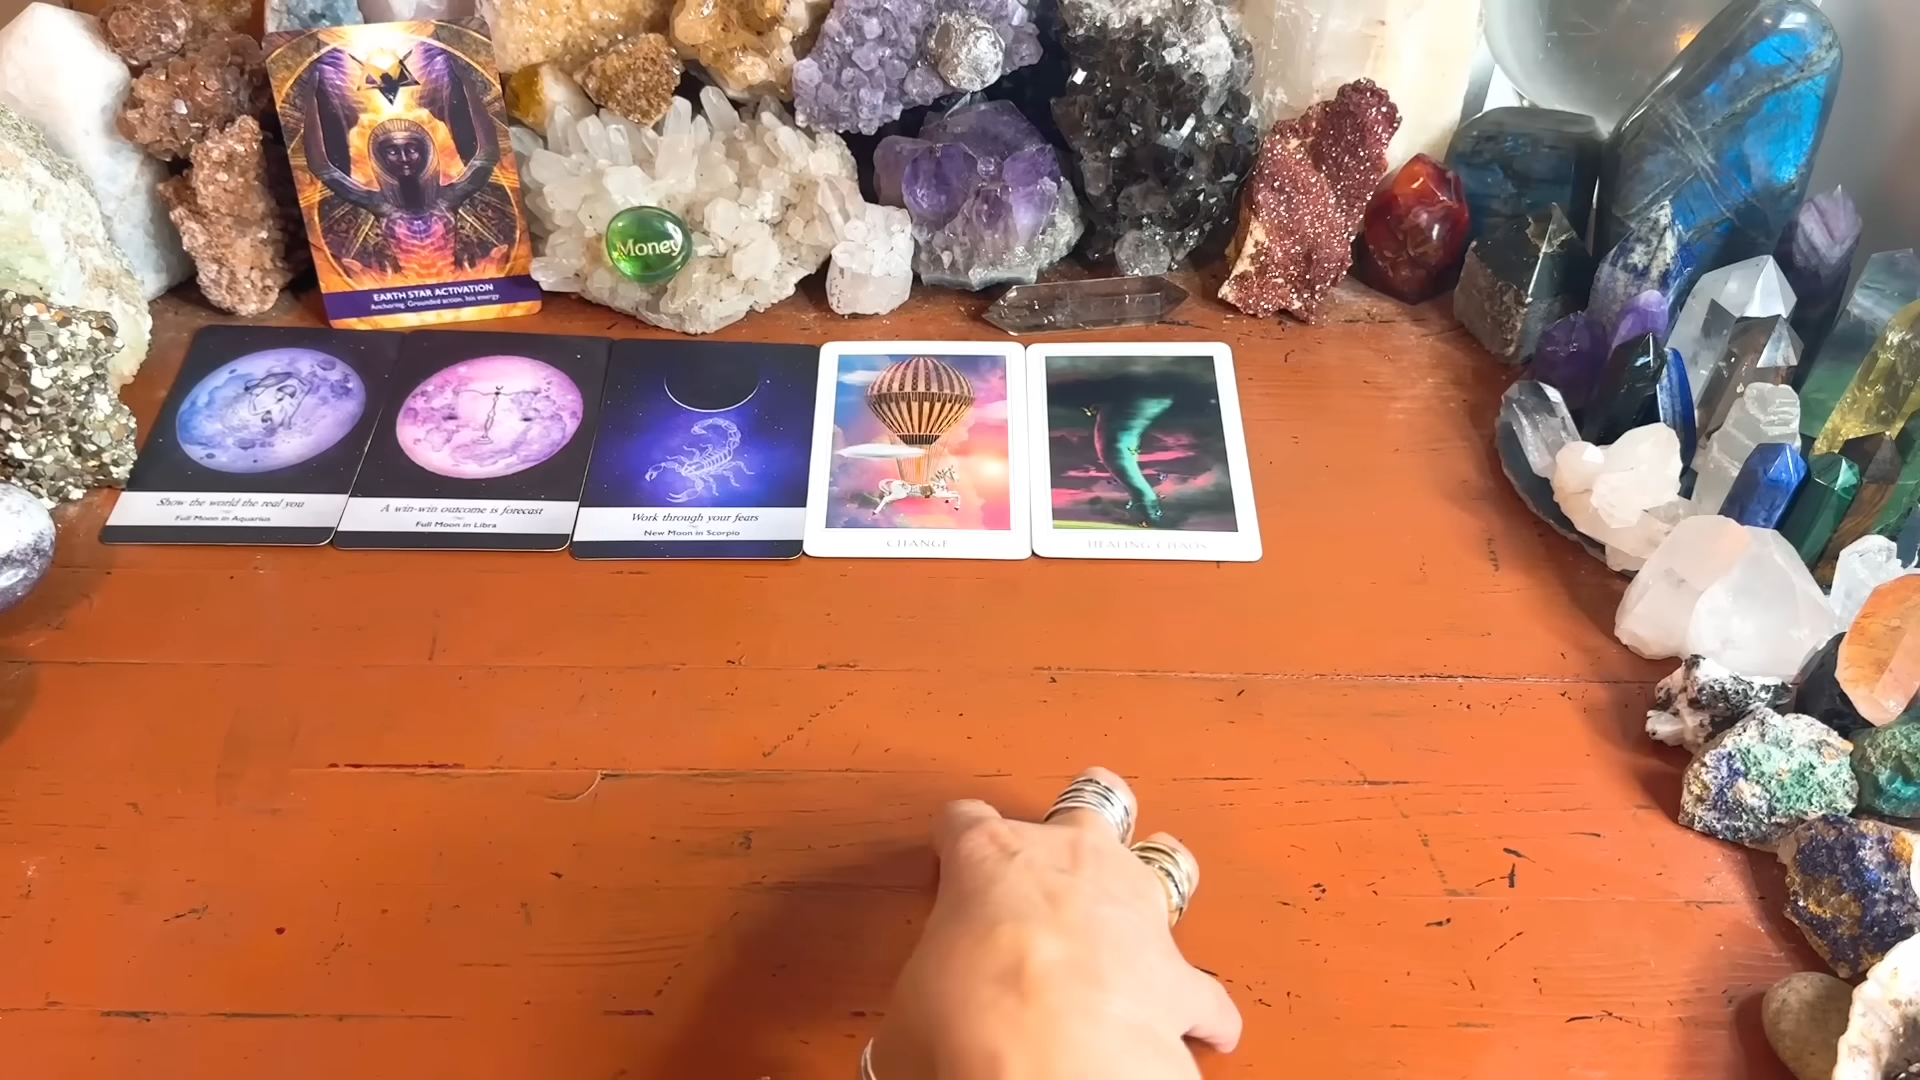 EARTH STAR ACTIVATION
Anchoring. Grounded action. Isis energy
Money
Show the world the real you
Full Moon in Aquarius
A win-win outcome is forecast
Full Moon in Libra
Work through your fears
New Moon in Scorpio
CHANGE
HEALING CHAOS